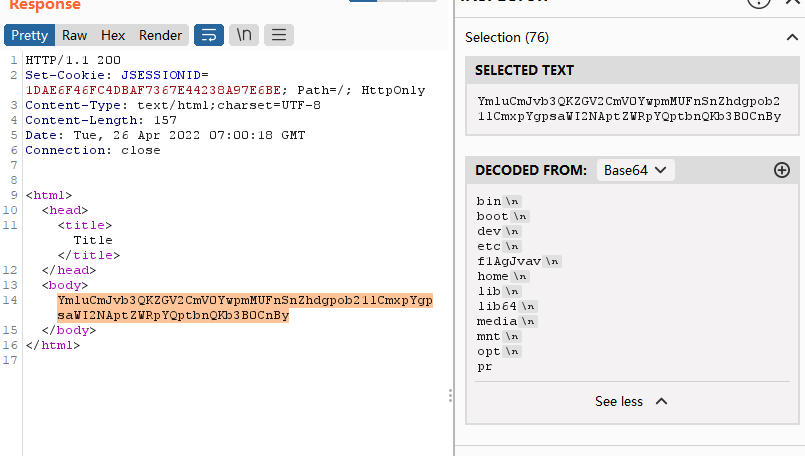 Response
Pretty Raw Hex Render \n
1 HTTP/1.1 200
2 Set-Cookie: JSESSIONID=
1DAE6F46FC4DBAF7367E44238A97E6BE; Path=/; HttpOnly
3 Content-Type: text/html;charset=UTF-8
4 Content-Length: 157
5 Date: Tue, 26 Apr 2022 07:00:18 GMT
6 Connection: close
7
8
9 <html>
10 <head>
11 <title>
Title
</title>
12 </head>
13 <body>
14 YmluCmJvb3QKZGV2CmV0YwpmMUFnSnZhdgpob21lCmxpYgp
saWI2NAptZWRpYQptbnQKb3B0CnBy
15 </body>
16 </html>
17
Selection (76)
SELECTED TEXT
YmluCmJvb3QKZGV2CmV0YwpmMUFnSnZhdgpob2
1lCmxpYgpsaWI2NAptZWRpYQptbnQKb3B0CnBy
DECODED FROM: Base64
bin\n
boot\n
dev\n
etc\n
f1AgJvav\n
home\n
lib\n
lib64\n
media\n
mnt\n
opt\n
pr
See less